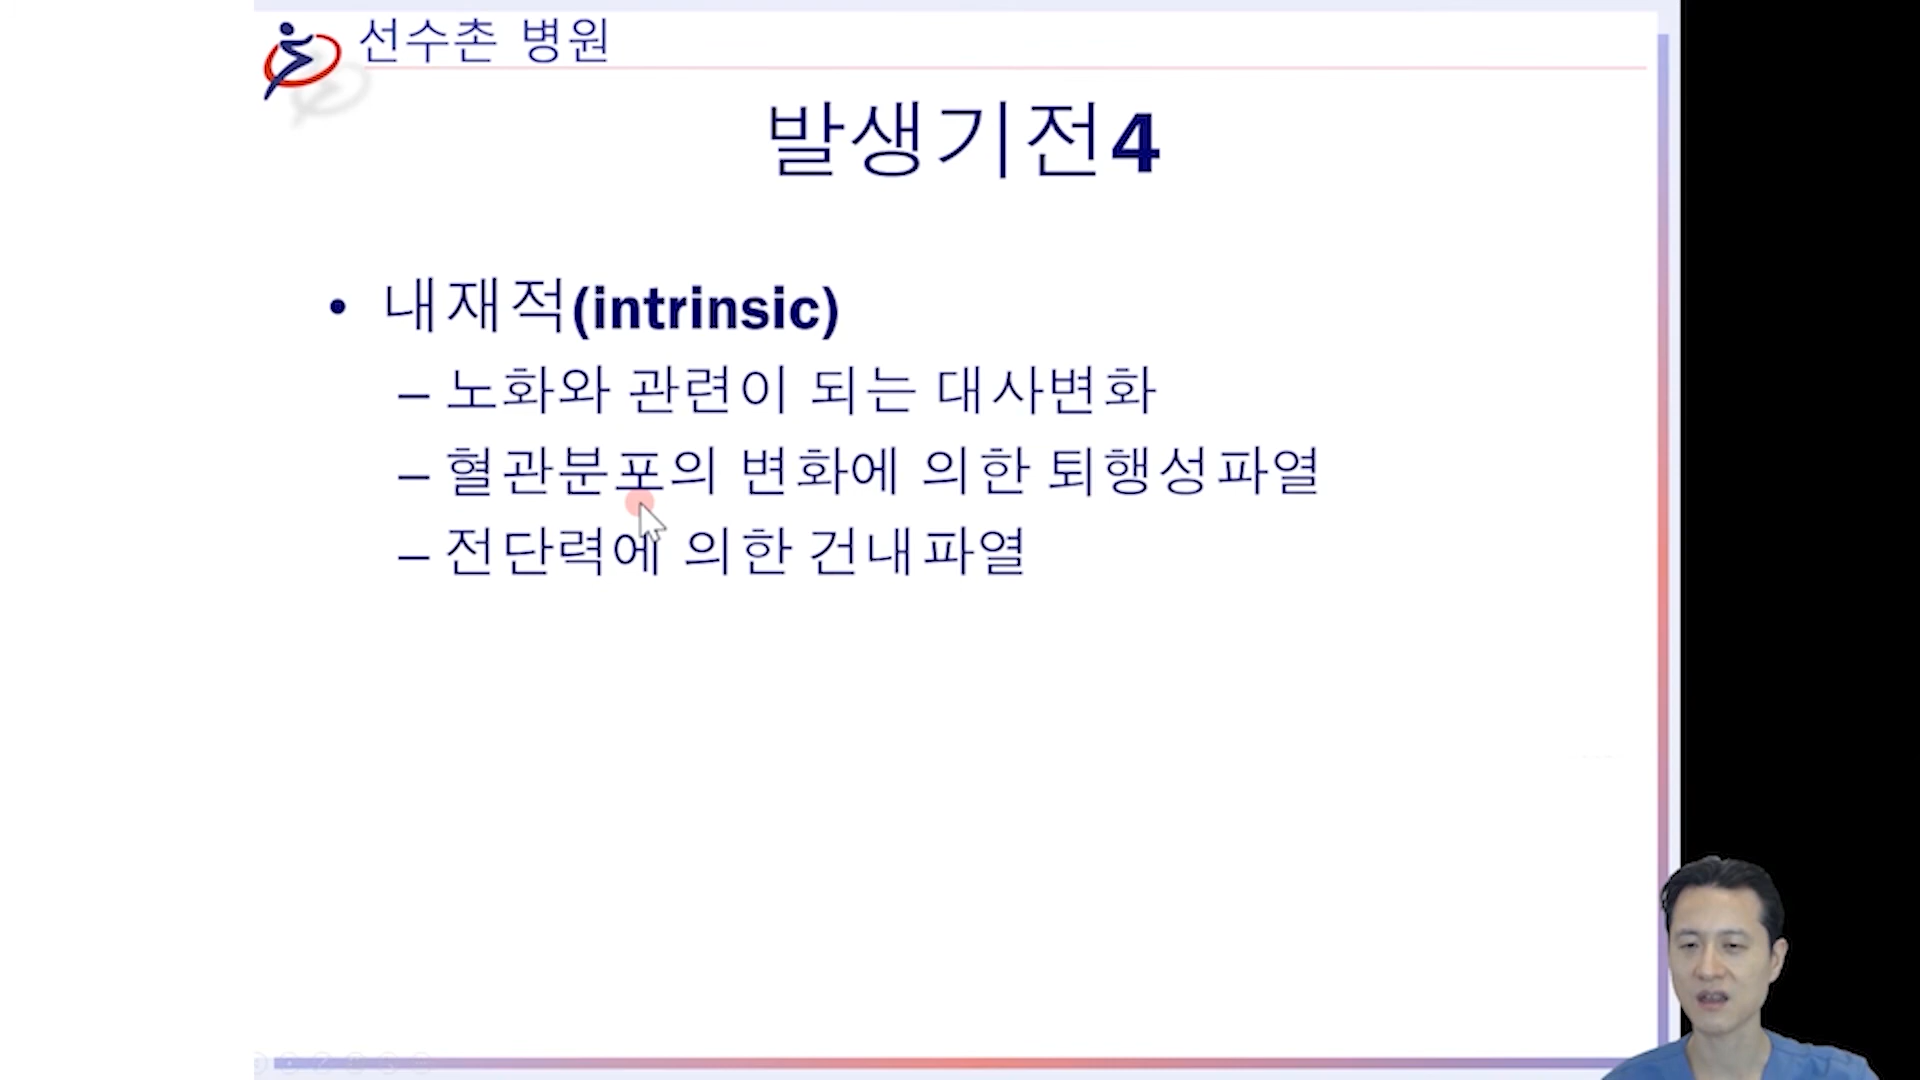 선수촌 병원
발생기전4
• 내재적(intrinsic)
– 노화와 관련이 되는 대사변화
– 혈관분포의 변화에 의한 퇴행성파열
– 전단력에 의한 건내파열